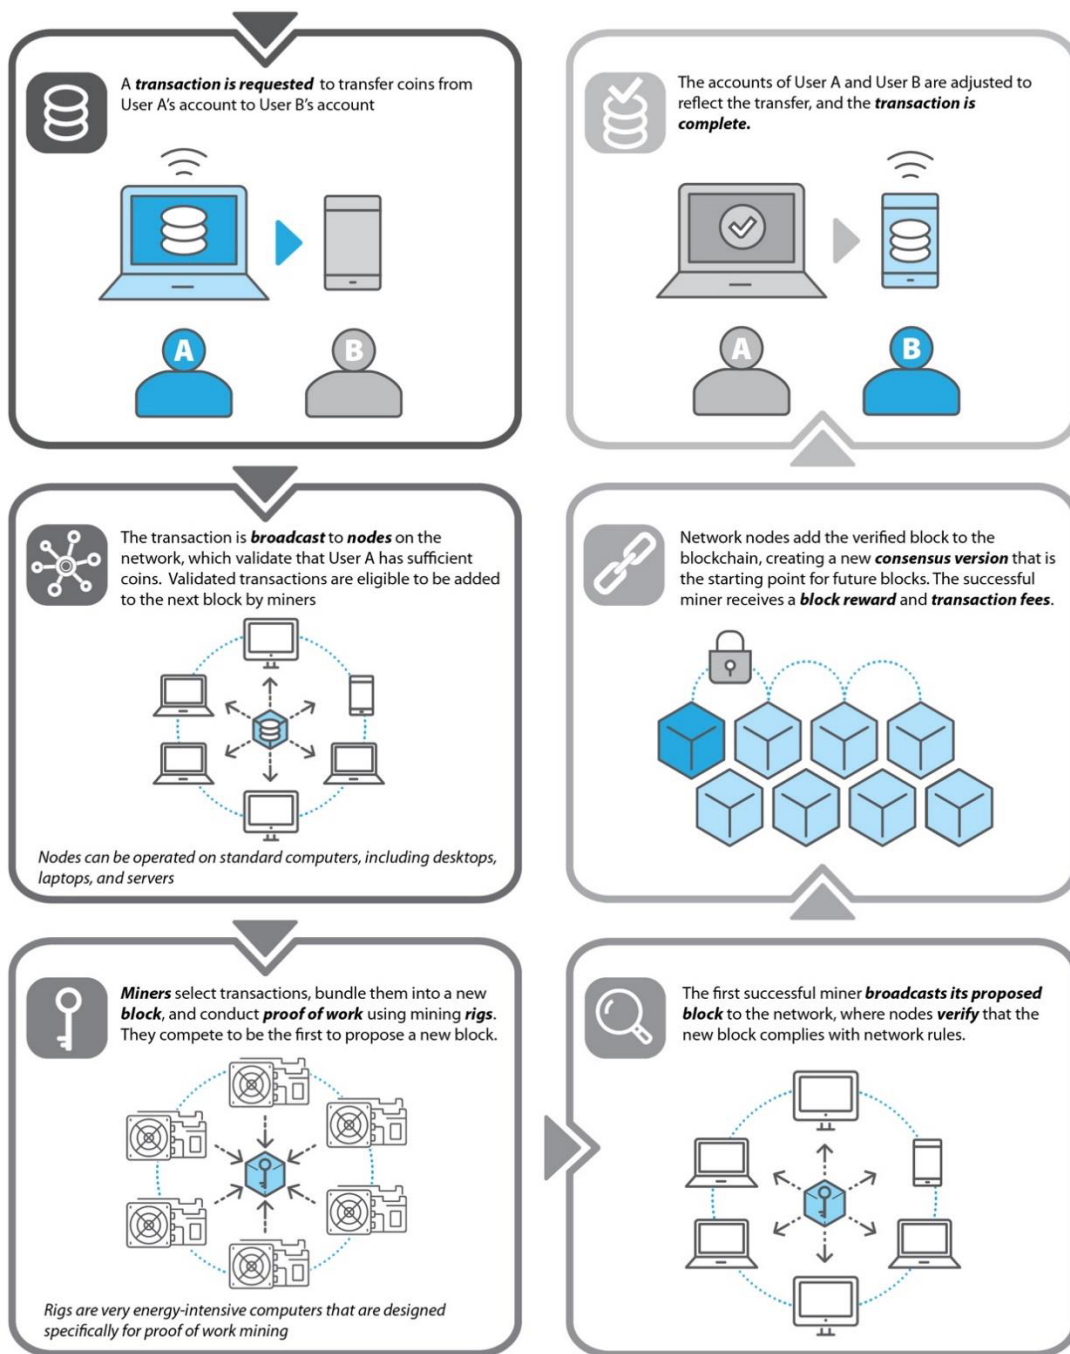 A transaction is requested to transfer coins from
User A's account to User B's account
A
B
The transaction is broadcast to nodes on the
network, which validate that User A has sufficient
coins. Validated transactions are eligible to be added
to the next block by miners
Nodes can be operated on standard computers, including desktops,
laptops, and servers
Miners select transactions, bundle them into a new
block, and conduct proof of work using mining rigs.
They compete to be the first to propose a new block.
Rigs are very energy-intensive computers that are designed
specifically for proof of work mining
The first successful miner broadcasts its proposed
block to the network, where nodes verify that the
new block complies with network rules.
Network nodes add the verified block to the
blockchain, creating a new consensus version that is
the starting point for future blocks. The successful
miner receives a block reward and transaction fees.
The accounts of User A and User B are adjusted to
reflect the transfer, and the transaction is
complete.
A
B